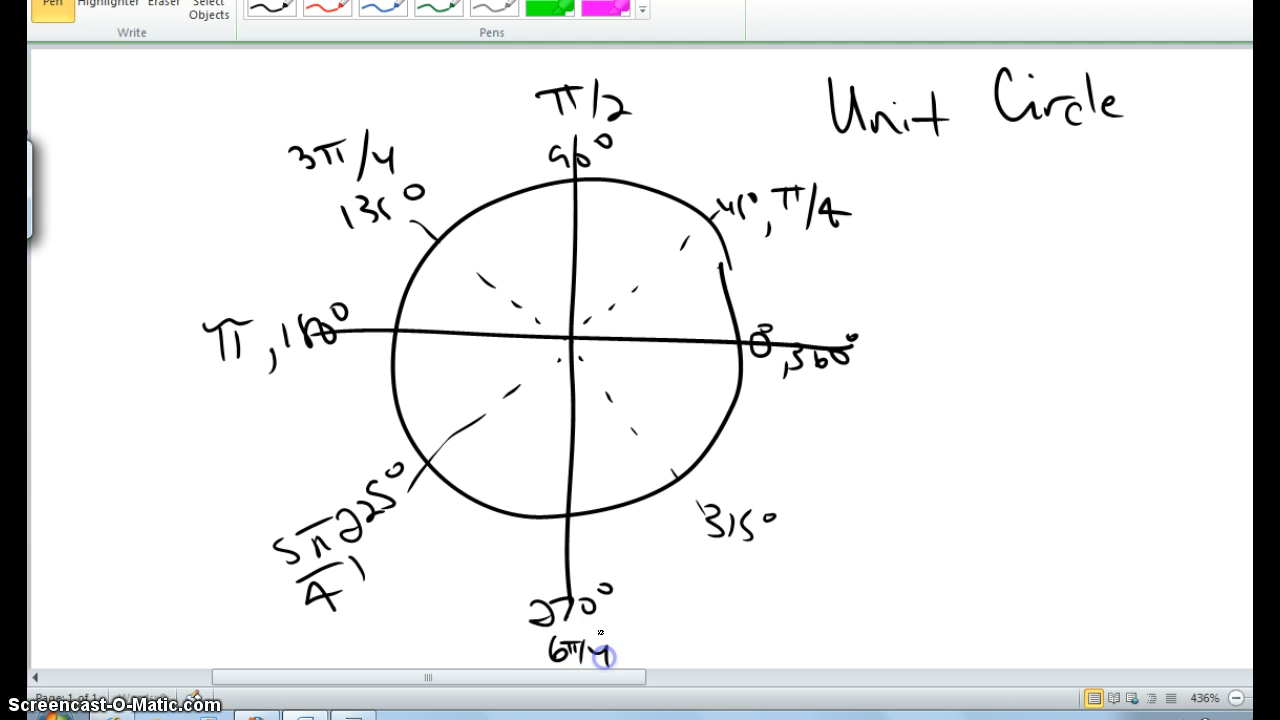 Pen Highlighter Eraser Select
Objects
Write Pens
Unit Circle
π/2
90°
3π/4
135°
45°, π/4
π, 180°
0°, 360°
225°
5π/4,
315°
270°
6π/4
Page: 1 of 1
436%
Screencast-O-Matic.com